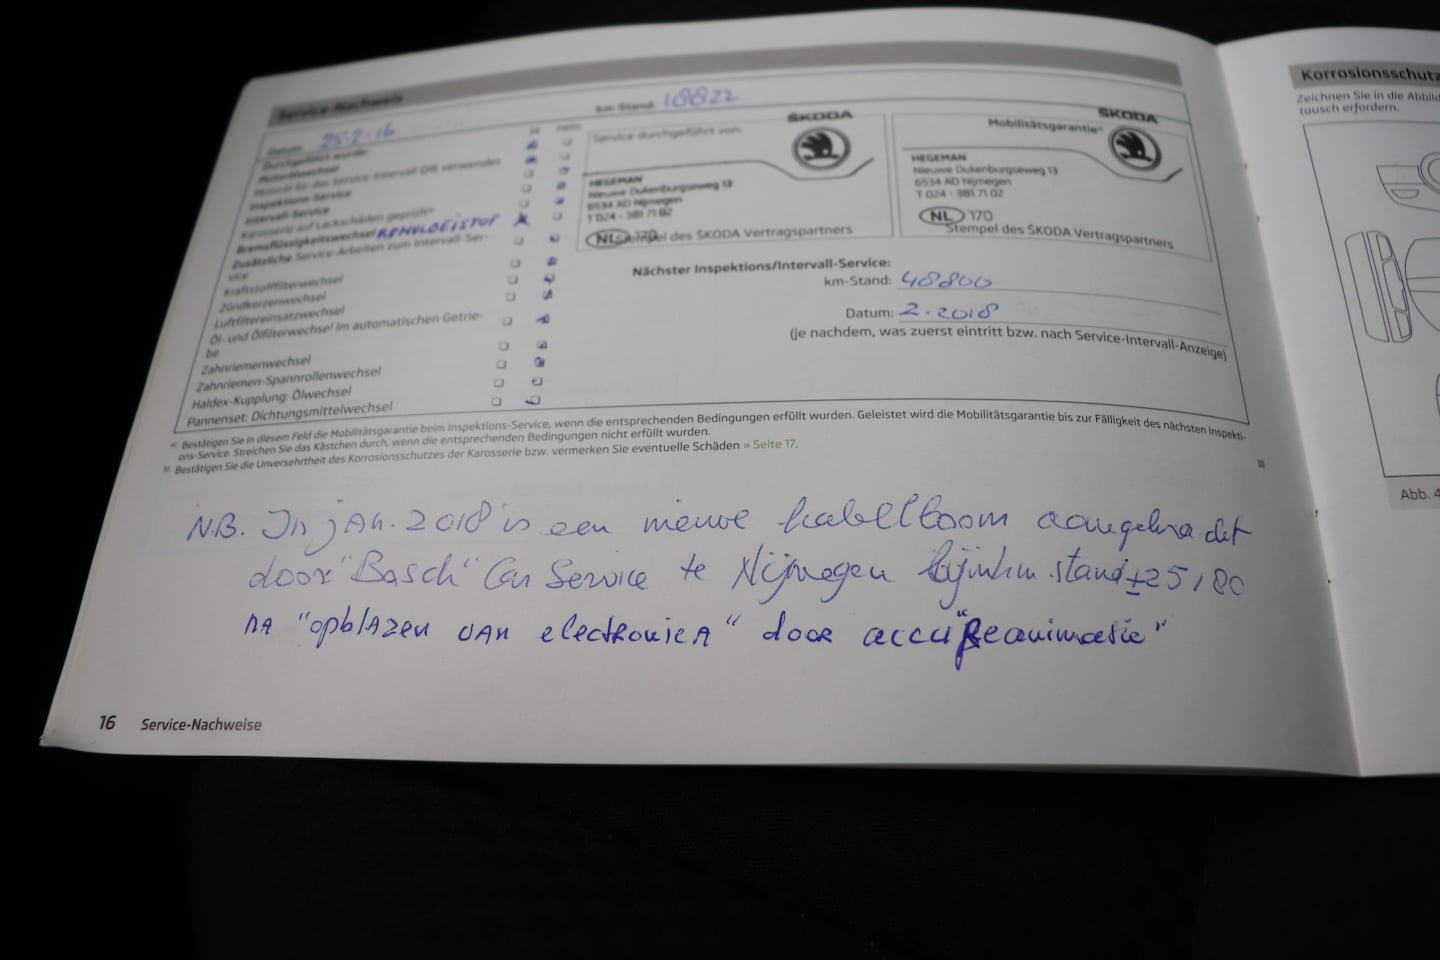 Service-Nachweis
Datum: 25-2-16
km-Stand: 18822
Durchgeführt wurde:
ja nein
Motorölwechsel
Motoröl für das Service-Intervall QI6 verwendet
Inspektions-Service
Intervall-Service
Karosserie auf Lackschäden geprüft
Bremsflüssigkeitswechsel REMVLOEISTOF
Zusätzliche Service-Arbeiten zum Intervall-Ser-
vice
Kraftstofffilterwechsel
Zündkerzenwechsel
Luftfiltereinsatzwechsel
Öl- und Ölfilterwechsel im automatischen Getrie-
be
Zahnriemenwechsel
Zahnriemen-Spannrollenwechsel
Haldex-Kupplung: Ölwechsel
Pannenset: Dichtungsmittelwechsel
Service durchgeführt von:
ŠKODA
HEGEMAN
Nieuwe Dukenburgseweg 13
6534 AD Nijmegen
T 024 - 381 71 02
NL 170
Stempel des ŠKODA Vertragspartners
Mobilitätsgarantie
ŠKODA
HEGEMAN
Nieuwe Dukenburgseweg 13
6534 AD Nijmegen
T 024 - 381 71 02
NL 170
Stempel des ŠKODA Vertragspartners
Nächster Inspektions/Intervall-Service:
km-Stand: 48800
Datum: 2-2018
(je nachdem, was zuerst eintritt bzw. nach Service-Intervall-Anzeige)
a) Bestätigen Sie in diesem Feld die Mobilitätsgarantie beim Inspektions-Service, wenn die entsprechenden Bedingungen erfüllt wurden. Geleistet wird die Mobilitätsgarantie bis zur Fälligkeit des nächsten Inspekti-
ons-Service. Streichen Sie das Kästchen durch, wenn die entsprechenden Bedingungen nicht erfüllt wurden.
b) Bestätigen Sie die Unversehrtheit des Korrosionsschutzes der Karosserie bzw. vermerken Sie eventuelle Schäden » Seite 17.
N.B. In jAN. 2018 is een nieuwe kabelboom aangebracht
door "Bosch" Car Service te Nijmegen bij km. stand ± 25180
NA "opblAzen VAN electRonicA" dooR accu "Reanimatie"
16 Service-Nachweise
Korrosionsschutz
Zeichnen Sie in die Abbild
tausch erfordern.
Abb. 4